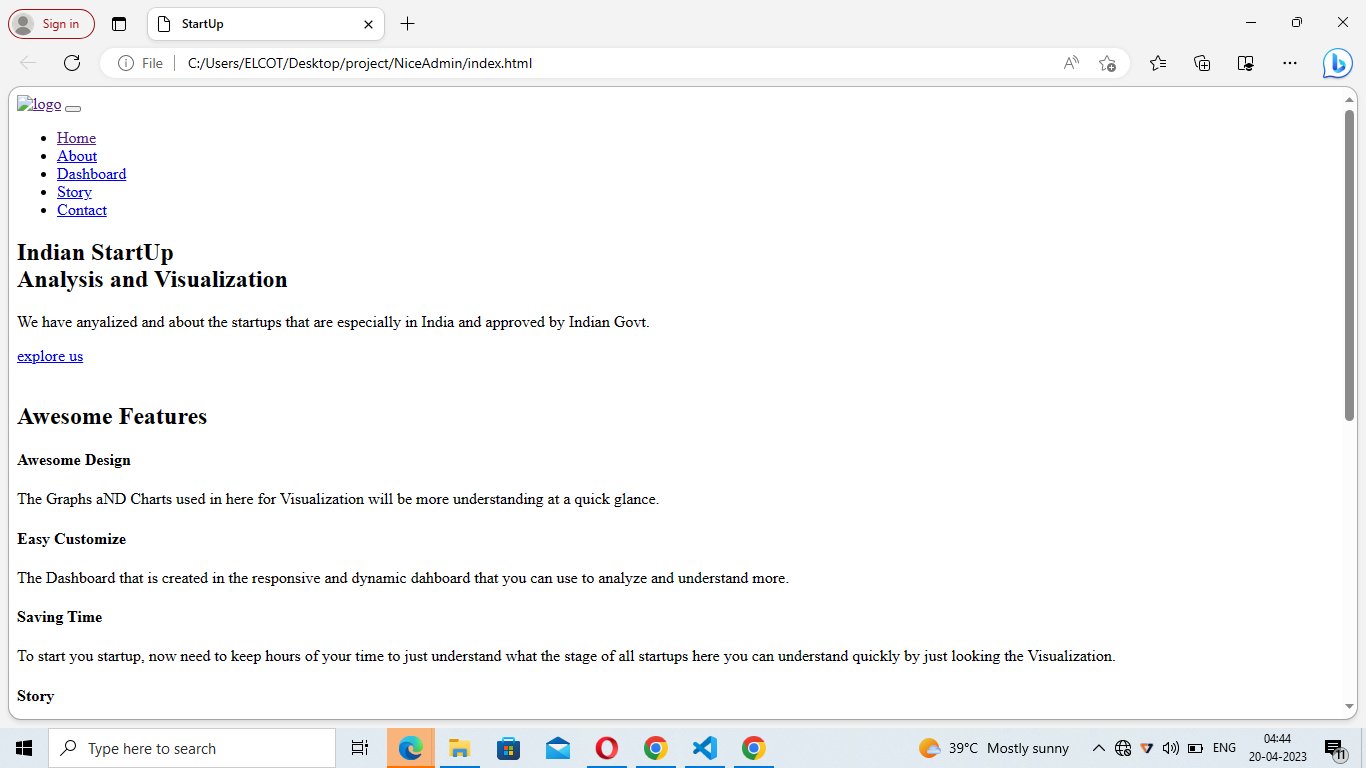 Sign in
StartUp
File
C:/Users/ELCOT/Desktop/project/NiceAdmin/index.html
logo
Home
About
Dashboard
Story
Contact
Indian StartUp
Analysis and Visualization
We have anyalized and about the startups that are especially in India and approved by Indian Govt.
explore us
Awesome Features
Awesome Design
The Graphs aND Charts used in here for Visualization will be more understanding at a quick glance.
Easy Customize
The Dashboard that is created in the responsive and dynamic dahboard that you can use to analyze and understand more.
Saving Time
To start you startup, now need to keep hours of your time to just understand what the stage of all startups here you can understand quickly by just looking the Visualization.
Story
Type here to search
39°C Mostly sunny
ENG
04:44
20-04-2023
11